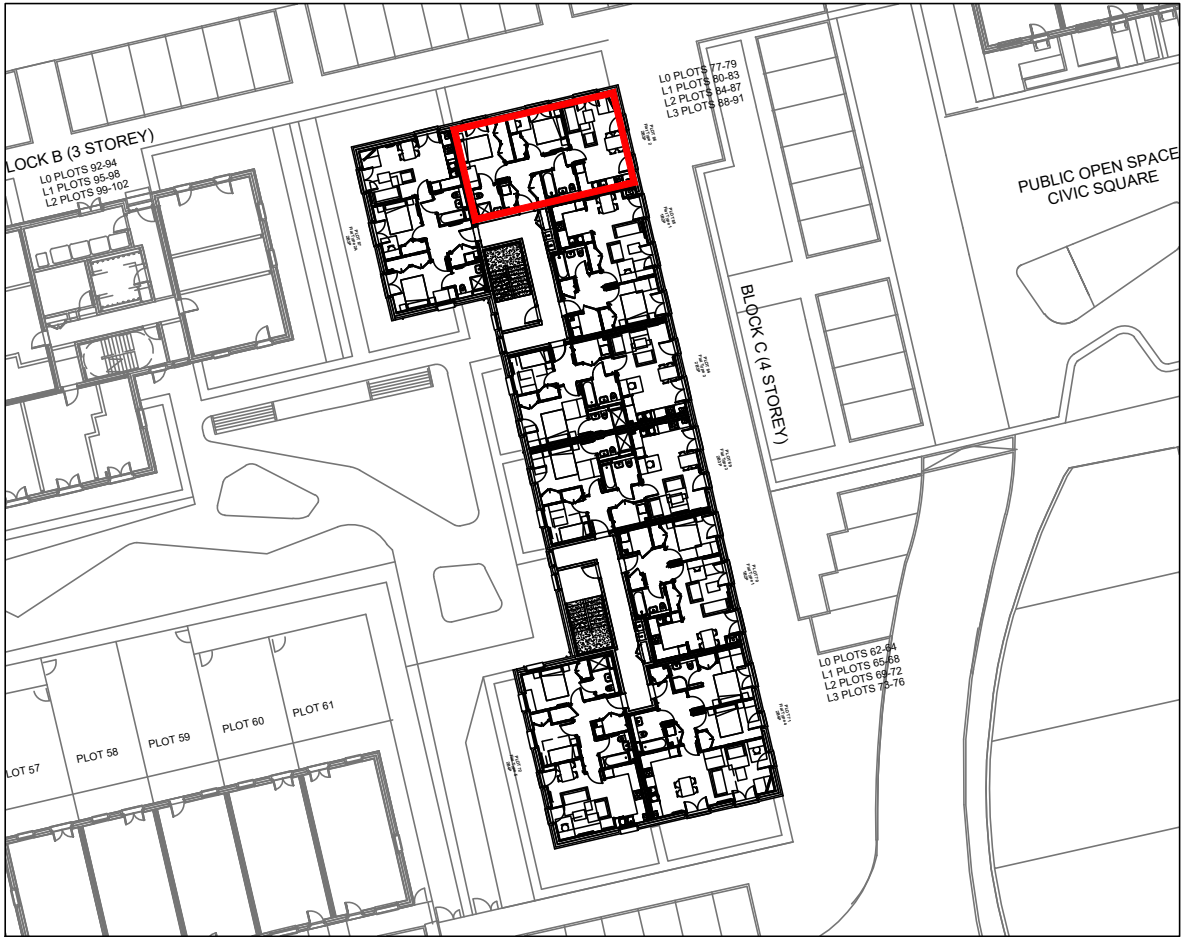 L0 PLOTS 77-79
L1 PLOTS 80-83
L2 PLOTS 84-87
L3 PLOTS 88-91
LOCK B (3 STOREY)
L0 PLOTS 92-94
L1 PLOTS 95-98
L2 PLOTS 99-102
PUBLIC OPEN SPACE
CIVIC SQUARE
BLOCK C (4 STOREY)
L0 PLOTS 62-64
L1 PLOTS 65-68
L2 PLOTS 69-72
L3 PLOTS 73-76
LOT 57
PLOT 58
PLOT 59
PLOT 60
PLOT 61